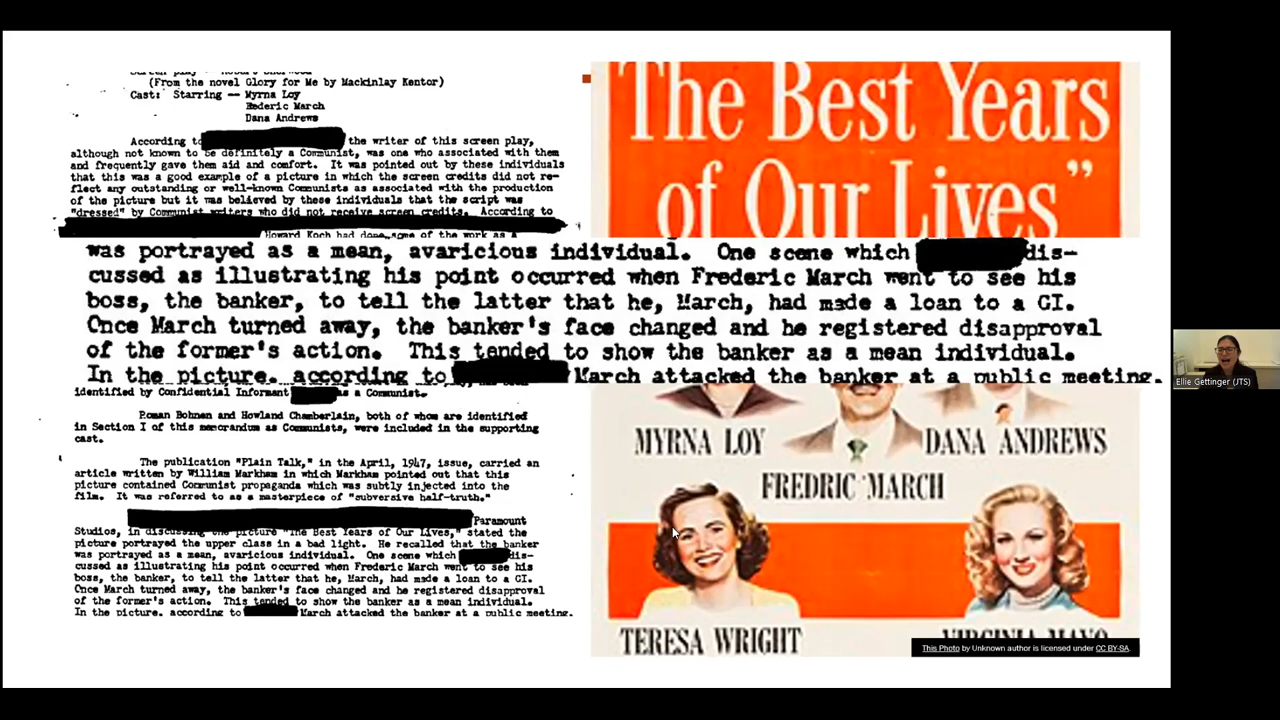 (From the novel Glory for Me by Mackinlay Kentor)
Cast: Starring -- Myrna Loy
Rederic March
Dana Andrews
According to the writer of this screen play,
although not known to be definitely a Communist, was one who associated with them
and frequently gave them aid and comfort. It was pointed out by these individuals
that this was a good example of a picture in which the screen credits did not re-
flect any outstanding or well-known Communists as associated with the production
of the picture but it was believed by these individuals that the script was
"dressed" by Communist writers who did not receive screen credits. According to
Howard Koch had done some of the work as a
The Best Years
of Our Lives"
was portrayed as a mean, avaricious individual. One scene which dis-
cussed as illustrating his point occurred when Frederic March went to see his
boss, the banker, to tell the latter that he, March, had made a loan to a GI.
Once March turned away, the banker's face changed and he registered disapproval
of the former's action. This tended to show the banker as a mean individual.
In the picture, according to March attacked the banker at a public meeting.
identified by Confidential Informant as a Communist.
Roman Bohnen and Howland Chamberlain, both of whom are identified
in Section I of this memorandum as Communists, were included in the supporting
cast.
The publication "Plain Talk," in the April, 1947, issue, carried an
article written by William Markham in which Markham pointed out that this
picture contained Communist propaganda which was subtly injected into the
film. It was referred to as a masterpiece of "subversive half-truth."
Paramount
Studios, in discussing the picture "The Best Years of Our Lives," stated the
picture portrayed the upper class in a bad light. He recalled that the banker
was portrayed as a mean, avaricious individual. One scene which dis-
cussed as illustrating his point occurred when Frederic March went to see his
boss, the banker, to tell the latter that he, March, had made a loan to a GI.
Once March turned away, the banker's face changed and he registered disapproval
of the former's action. This tended to show the banker as a mean individual.
In the picture, according to March attacked the banker at a public meeting.
MYRNA LOY
DANA ANDREWS
FREDRIC MARCH
TERESA WRIGHT
VIRGINIA MAYO
This Photo by Unknown author is licensed under CC BY-SA.
Ellie Gettinger (JTS)